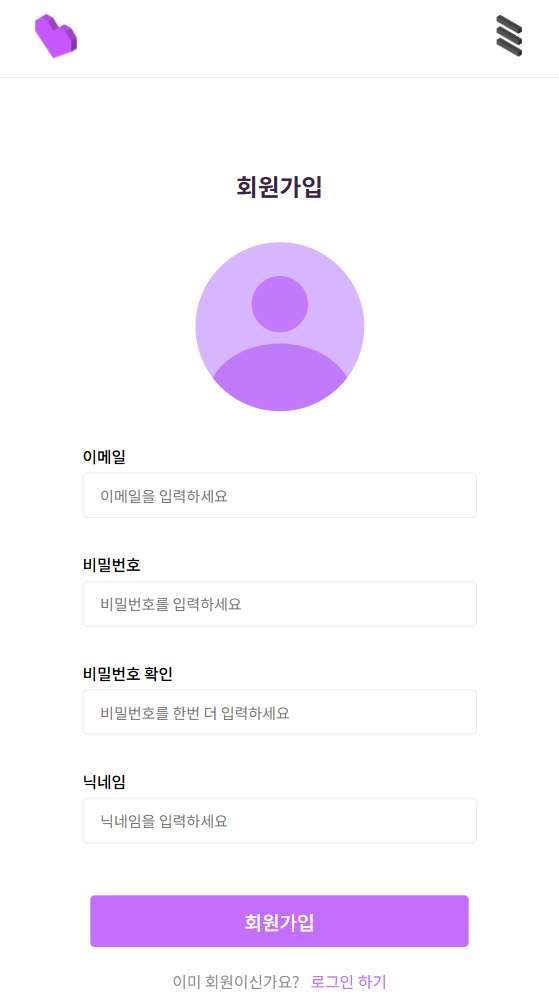 회원가입
이메일
이메일을 입력하세요
비밀번호
비밀번호를 입력하세요
비밀번호 확인
비밀번호를 한번 더 입력하세요
닉네임
닉네임을 입력하세요
회원가입
이미 회원이신가요? 로그인 하기